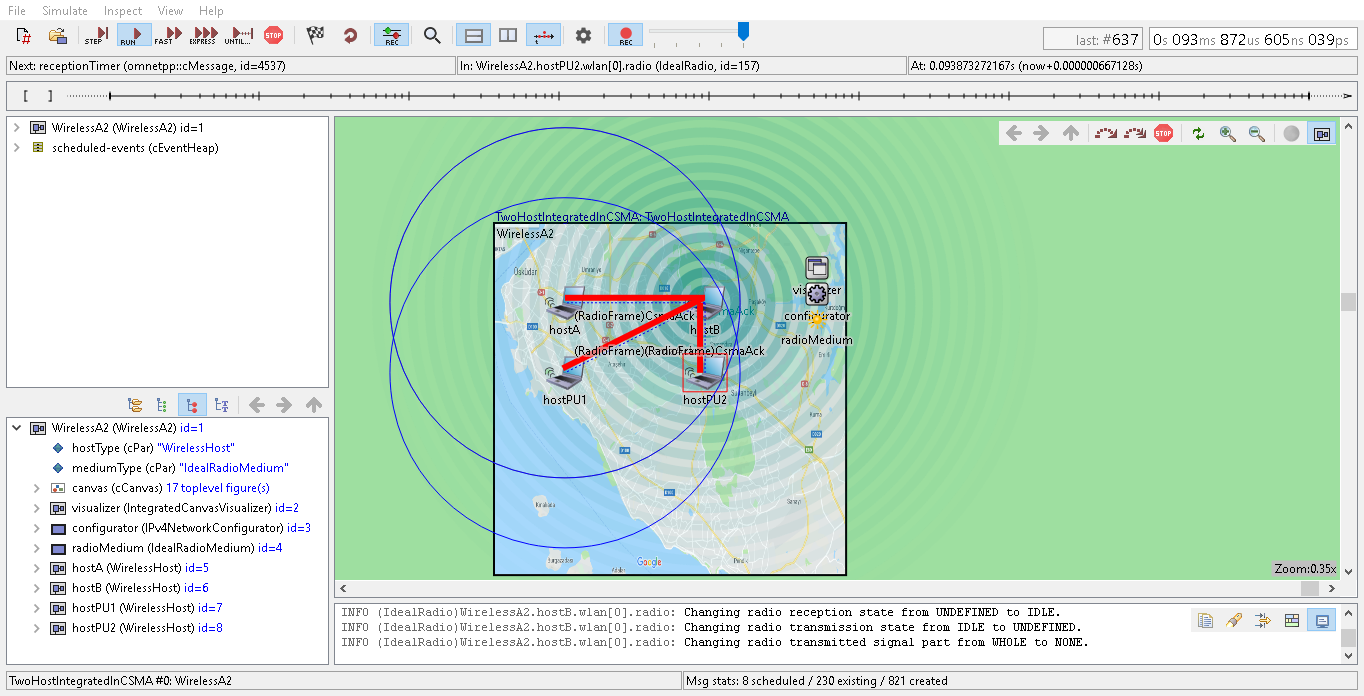 File Simulate Inspect View Help
STEP RUN FAST EXPRESS UNTIL... STOP REC REC
last: #637 0s 093ms 872us 605ns 039ps
Next: receptionTimer (omnetpp::cMessage, id=4537) In: WirelessA2.hostPU2.wlan[0].radio (IdealRadio, id=157) At: 0.093873272167s (now+0.000000667128s)
[ ]
WirelessA2 (WirelessA2) id=1
scheduled-events (cEventHeap)
STOP
TwoHostIntegratedInCSMA: TwoHostIntegratedInCSMA
WirelessA2
Üsküdar
Ümraniye
visualizer
(RadioFrame)CsmaAck
maAck
configurator
hostA
hostB
radioMedium
(RadioFrame)(RadioFrame)CsmaAck
hostPU1
hostPU2
Google
Pendik
Zoom:0.35x
WirelessA2 (WirelessA2) id=1
hostType (cPar) "WirelessHost"
mediumType (cPar) "IdealRadioMedium"
canvas (cCanvas) 17 toplevel figure(s)
visualizer (IntegratedCanvasVisualizer) id=2
configurator (IPv4NetworkConfigurator) id=3
radioMedium (IdealRadioMedium) id=4
hostA (WirelessHost) id=5
hostB (WirelessHost) id=6
hostPU1 (WirelessHost) id=7
hostPU2 (WirelessHost) id=8
INFO (IdealRadio)WirelessA2.hostB.wlan[0].radio: Changing radio reception state from UNDEFINED to IDLE.
INFO (IdealRadio)WirelessA2.hostB.wlan[0].radio: Changing radio transmission state from IDLE to UNDEFINED.
INFO (IdealRadio)WirelessA2.hostB.wlan[0].radio: Changing radio transmitted signal part from WHOLE to NONE.
TwoHostIntegratedInCSMA #0: WirelessA2 Msg stats: 8 scheduled / 230 existing / 821 created